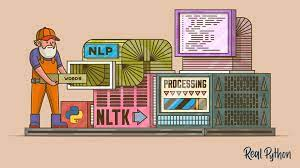 NLP
WORDS
PROCESSING
NLTK
Real Python